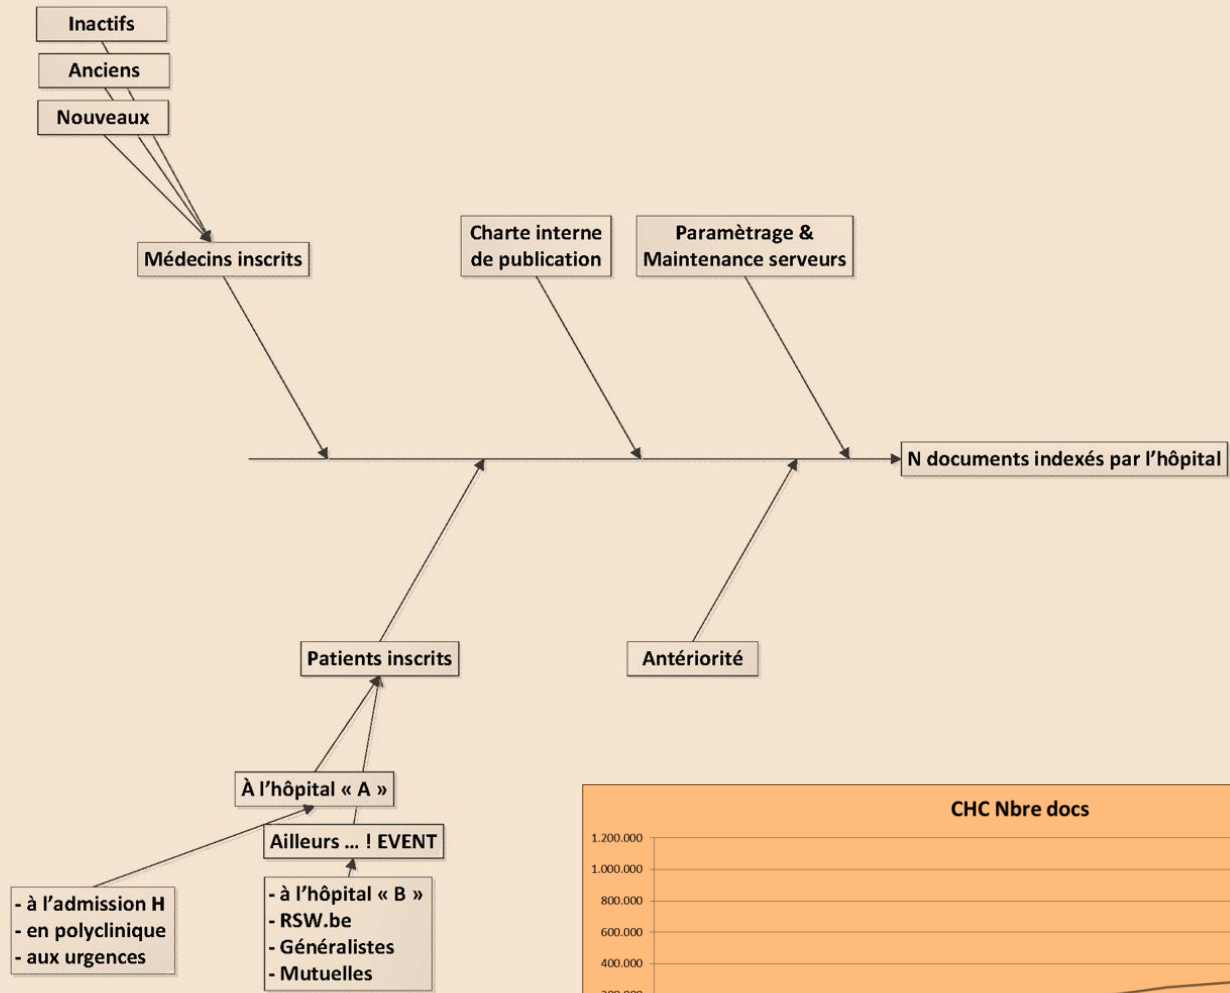 Inactifs
Anciens
Nouveaux
Médecins inscrits
Charte interne
de publication
Paramètrage &
Maintenance serveurs
N documents indexés par l'hôpital
Patients inscrits
Antériorité
À l'hôpital « A »
Ailleurs … ! EVENT
- à l'admission H
- en polyclinique
- aux urgences
- à l'hôpital « B »
- RSW.be
- Généralistes
- Mutuelles
CHC Nbre docs
1.200.000
1.000.000
800.000
600.000
400.000